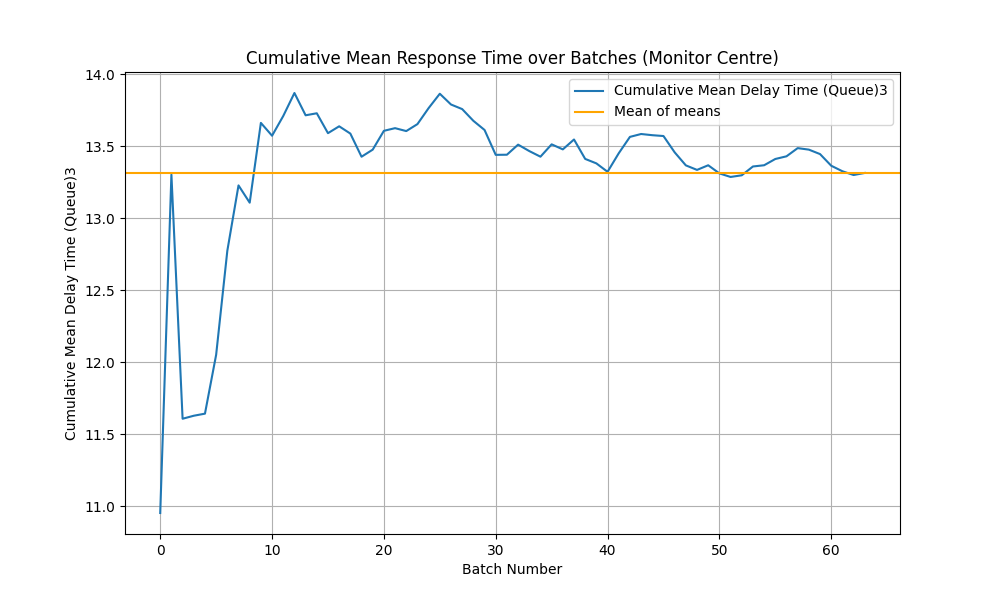 Cumulative Mean Response Time over Batches (Monitor Centre)
Cumulative Mean Delay Time (Queue)3
Mean of means
Cumulative Mean Delay Time (Queue)3
14.0
13.5
13.0
12.5
12.0
11.5
11.0
0 10 20 30 40 50 60
Batch Number